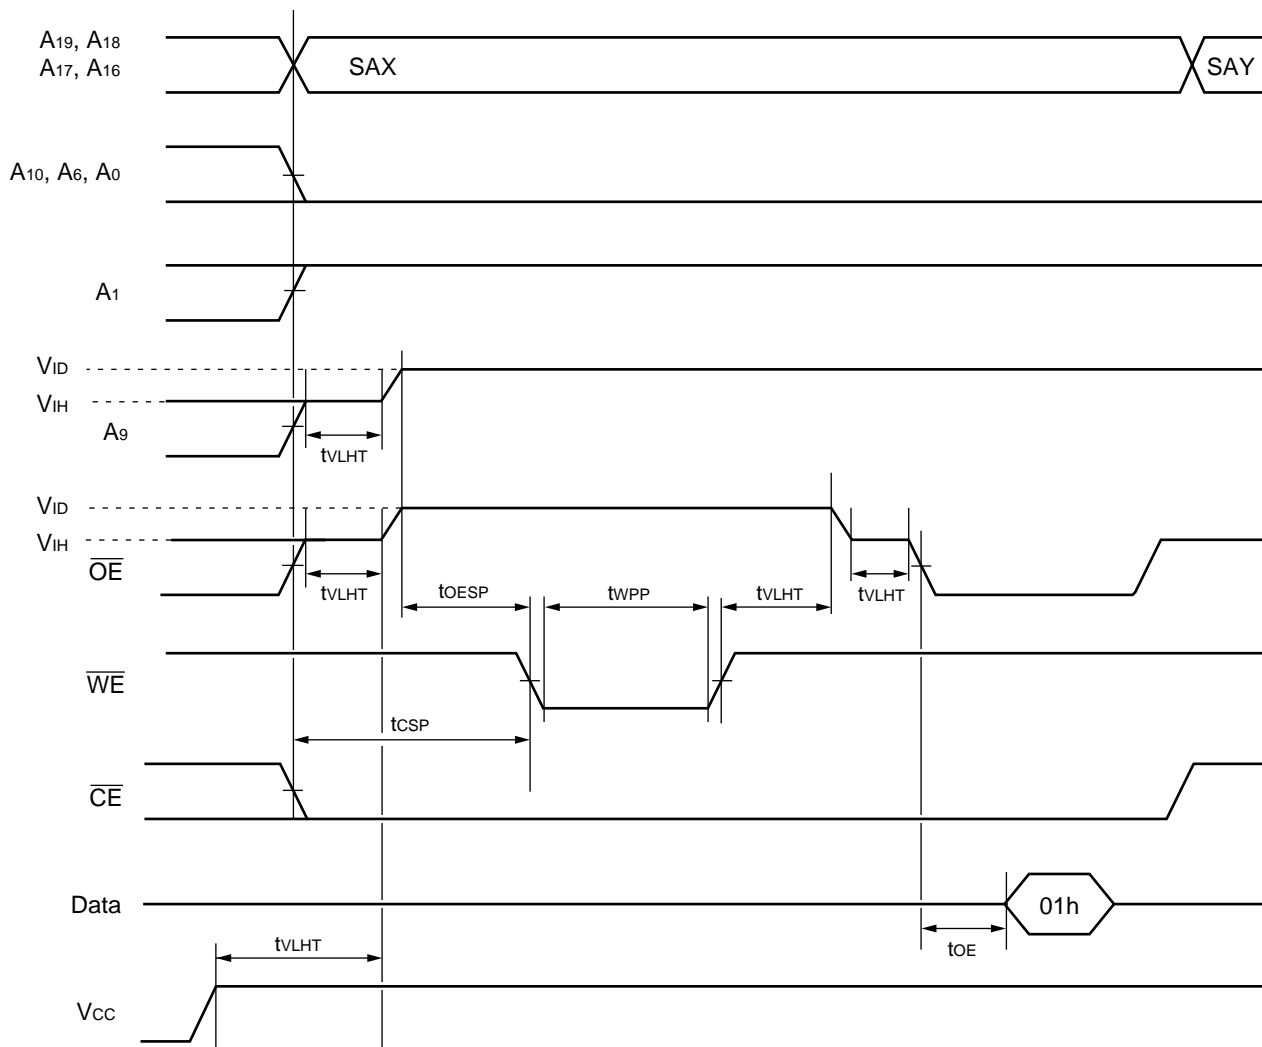 A19, A18
A17, A16
SAX
SAY
A10, A6, A0
A1
VID
VIH
A9
tVLHT
VID
VIH
OE
tVLHT
tOESP
tWPP
tVLHT
tVLHT
WE
tCSP
CE
Data
01h
tVLHT
tOE
VCC